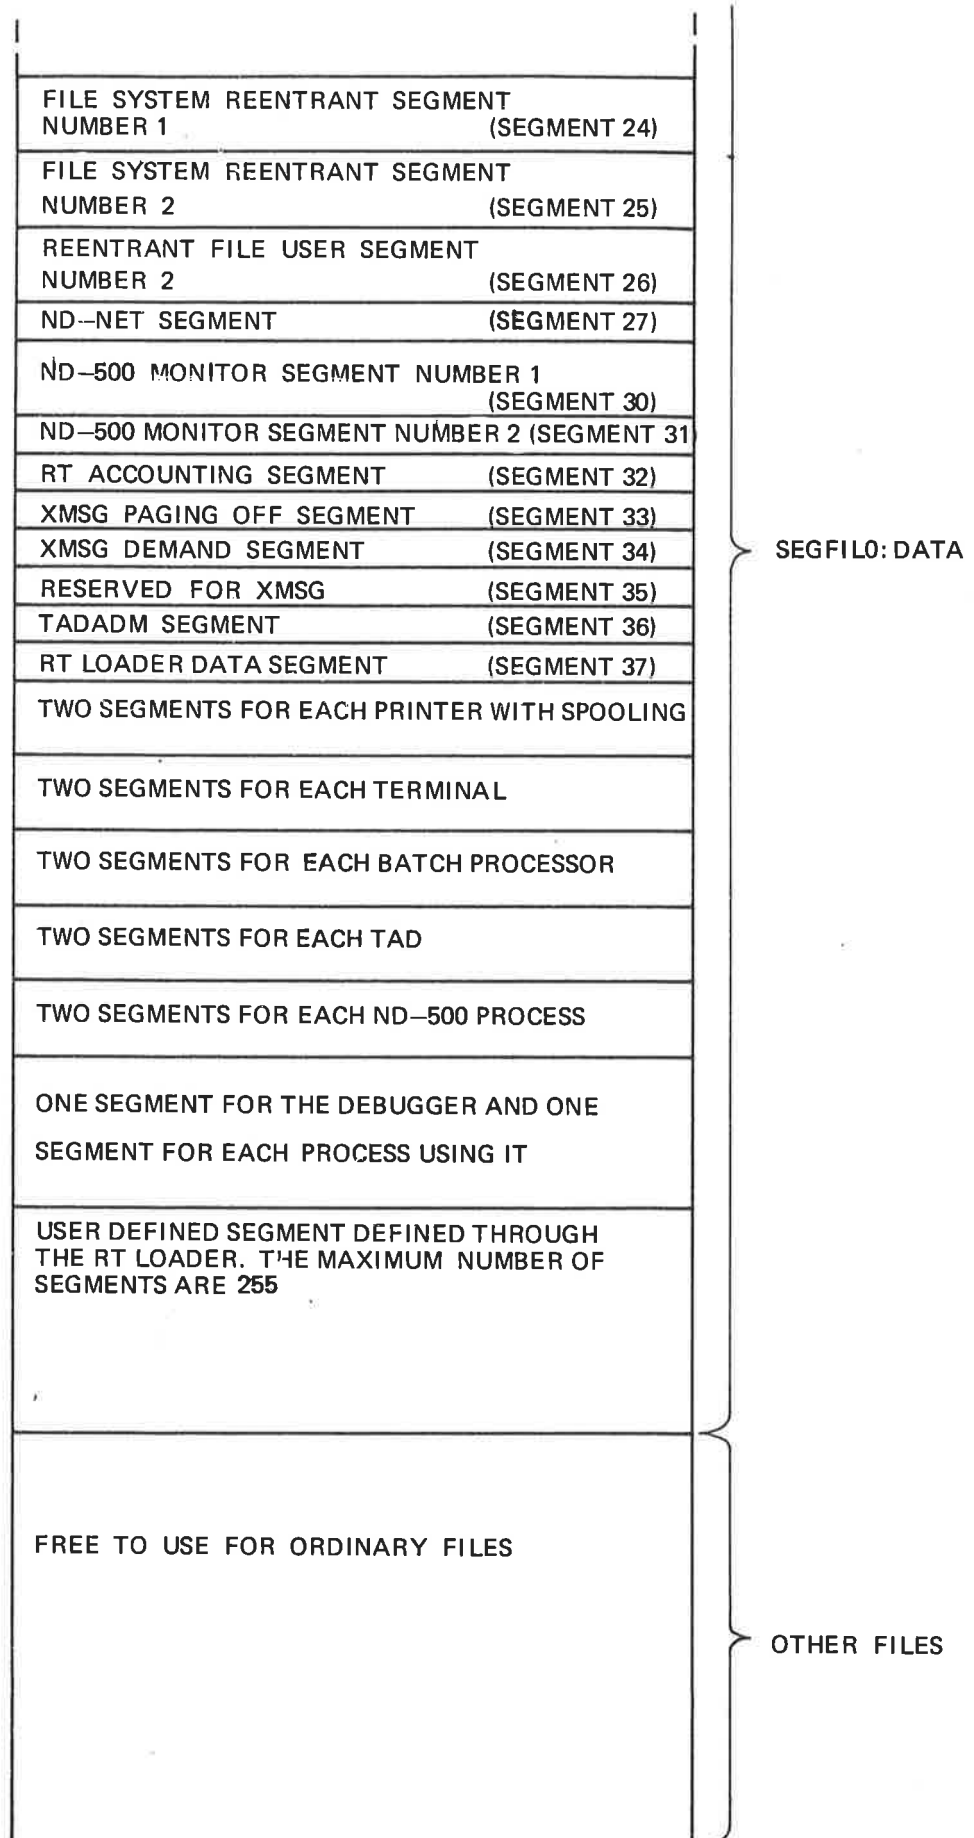 FILE SYSTEM REENTRANT SEGMENT
NUMBER 1 (SEGMENT 24)
FILE SYSTEM REENTRANT SEGMENT
NUMBER 2 (SEGMENT 25)
REENTRANT FILE USER SEGMENT
NUMBER 2 (SEGMENT 26)
ND–NET SEGMENT (SEGMENT 27)
ND–500 MONITOR SEGMENT NUMBER 1
(SEGMENT 30)
ND–500 MONITOR SEGMENT NUMBER 2 (SEGMENT 31
RT ACCOUNTING SEGMENT (SEGMENT 32)
XMSG PAGING OFF SEGMENT (SEGMENT 33)
XMSG DEMAND SEGMENT (SEGMENT 34)
SEGFIL0: DATA
RESERVED FOR XMSG (SEGMENT 35)
TADADM SEGMENT (SEGMENT 36)
RT LOADER DATA SEGMENT (SEGMENT 37)
TWO SEGMENTS FOR EACH PRINTER WITH SPOOLING
TWO SEGMENTS FOR EACH TERMINAL
TWO SEGMENTS FOR EACH BATCH PROCESSOR
TWO SEGMENTS FOR EACH TAD
TWO SEGMENTS FOR EACH ND–500 PROCESS
ONE SEGMENT FOR THE DEBUGGER AND ONE
SEGMENT FOR EACH PROCESS USING IT
USER DEFINED SEGMENT DEFINED THROUGH
THE RT LOADER. THE MAXIMUM NUMBER OF
SEGMENTS ARE 255
FREE TO USE FOR ORDINARY FILES
OTHER FILES